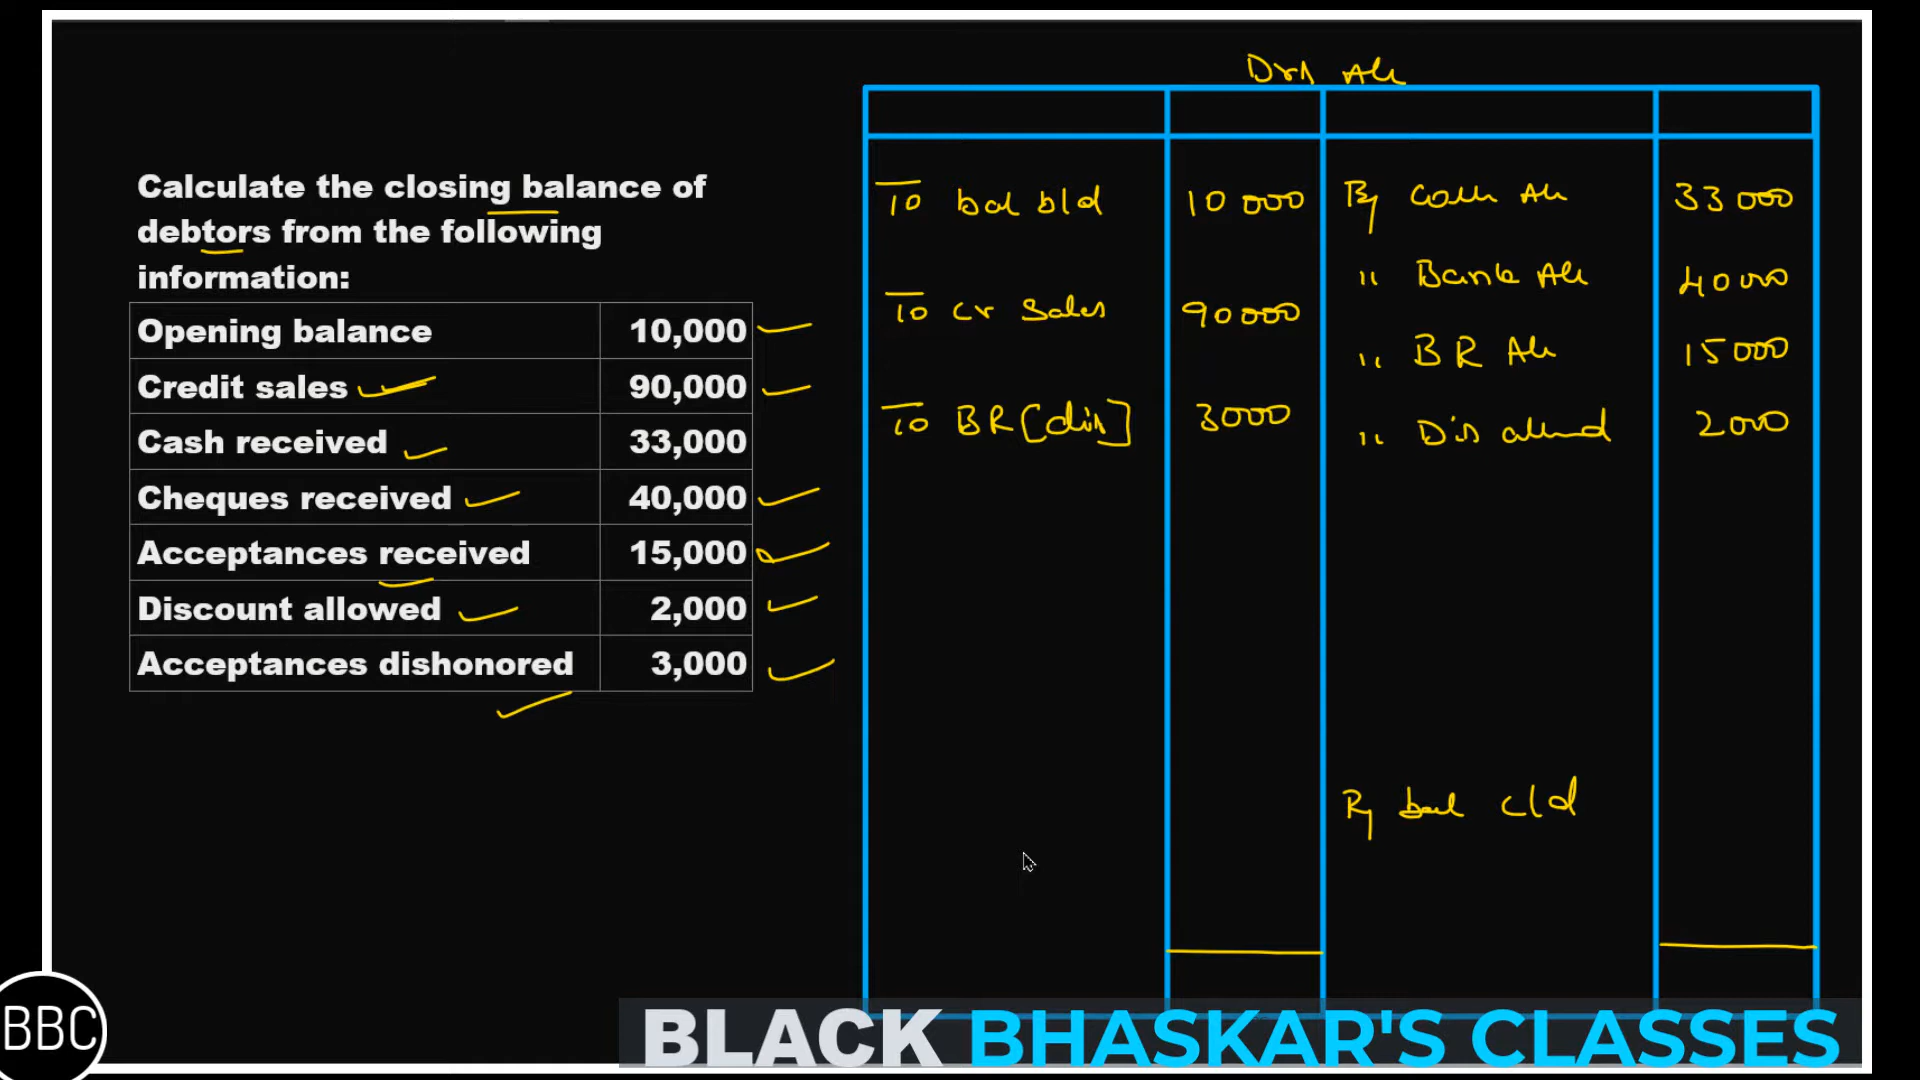 Calculate the closing balance of
debtors from the following
information:
Opening balance 10,000
Credit sales 90,000
Cash received 33,000
Cheques received 40,000
Acceptances received 15,000
Discount allowed 2,000
Acceptances dishonored 3,000
Drs A/c
To bal b/d 10 000 By Cash A/c 33 000
" Bank A/c 40 000
To Cr Sales 90 000
" B R A/c 15 000
To BR [dis] 3000
" Dis allowed 2000
By bal c/d
BBC
BLACK BHASKAR'S CLASSES